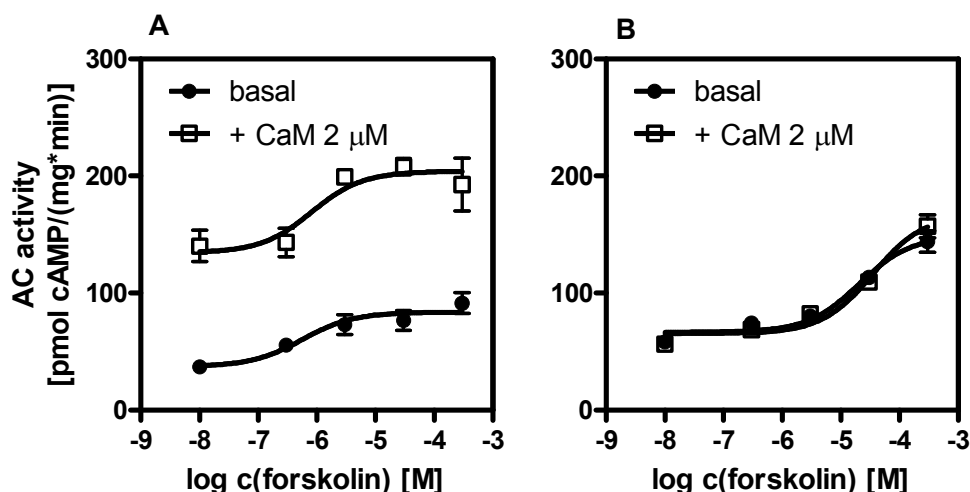 A
B
AC activity
[pmol cAMP/(mg*min)]
300
200
100
0
basal
+ CaM 2 μM
-9 -8 -7 -6 -5 -4 -3
log c(forskolin) [M]
300
200
100
0
basal
+ CaM 2 μM
-9 -8 -7 -6 -5 -4 -3
log c(forskolin) [M]